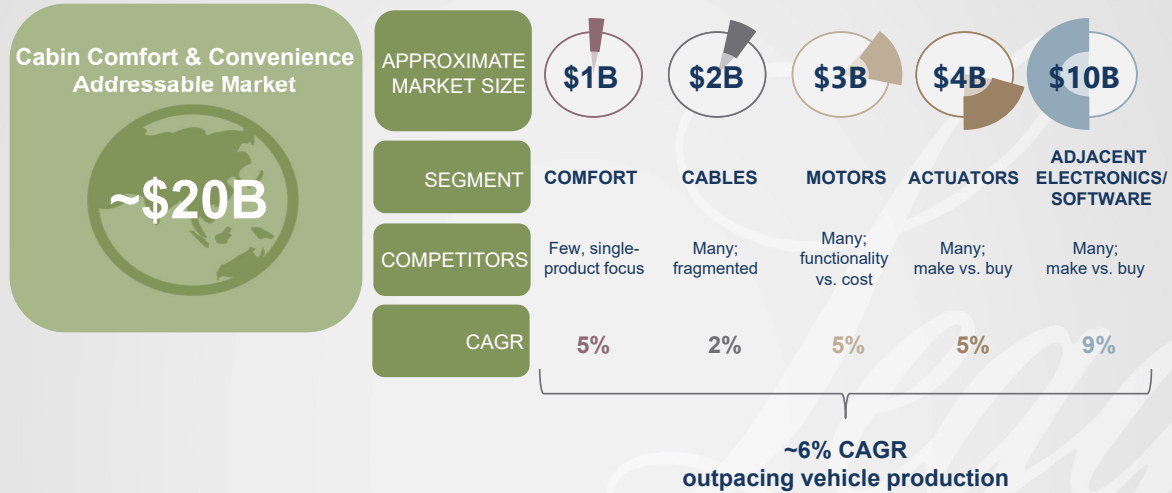 Cabin Comfort & Convenience
Addressable Market
~$20B
APPROXIMATE
MARKET SIZE
$1B
$2B
$3B
$4B
$10B
SEGMENT
COMFORT
CABLES
MOTORS
ACTUATORS
ADJACENT
ELECTRONICS/
SOFTWARE
COMPETITORS
Few, single-
product focus
Many;
fragmented
Many;
functionality
vs. cost
Many;
make vs. buy
Many;
make vs. buy
CAGR
5%
2%
5%
5%
9%
~6% CAGR
outpacing vehicle production